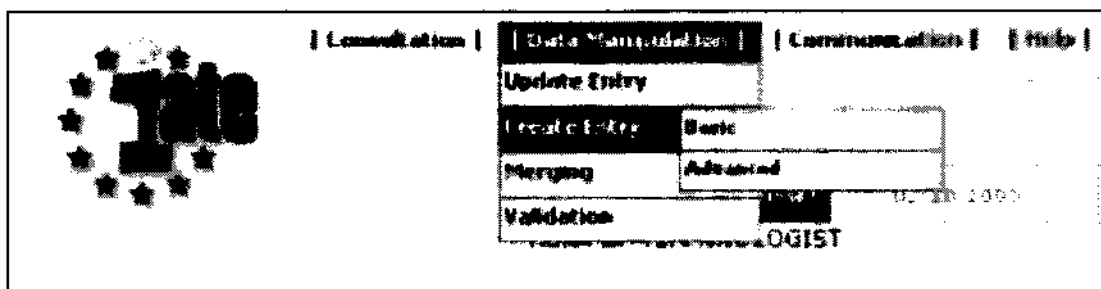 | Consultation | | Data Manipulation | | Communication | | Help |
Update Entry
Create Entry Basic
Merging Advanced
Validation
OGIST